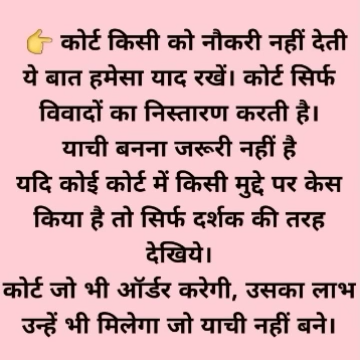 👉 कोर्ट किसी को नौकरी नहीं देती
ये बात हमेसा याद रखें। कोर्ट सिर्फ
विवादों का निस्तारण करती है।
याची बनना जरूरी नहीं है
यदि कोई कोर्ट में किसी मुद्दे पर केस
किया है तो सिर्फ दर्शक की तरह
देखिये।
कोर्ट जो भी ऑर्डर करेगी, उसका लाभ
उन्हें भी मिलेगा जो याची नहीं बने।